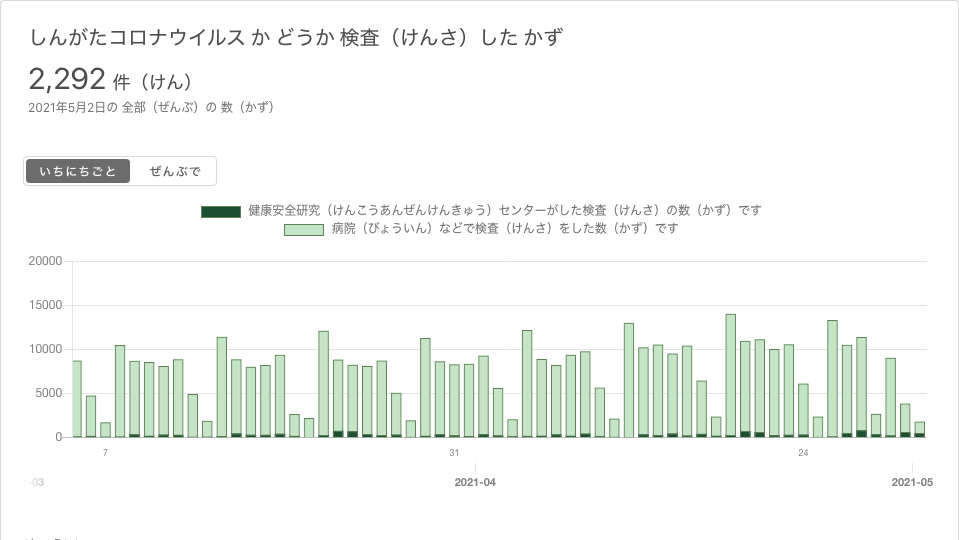 しんがたコロナウイルス か どうか 検査（けんさ）した かず
2,292 件（けん）
2021年5月2日の 全部（ぜんぶ）の 数（かず）
いちにちごと ぜんぶで
健康安全研究（けんこうあんぜんけんきゅう）センターがした検査（けんさ）の数（かず）です
病院（びょういん）などで検査（けんさ）をした数（かず）です
20000
15000
10000
5000
0
7 31 24
-03 2021-04 2021-05